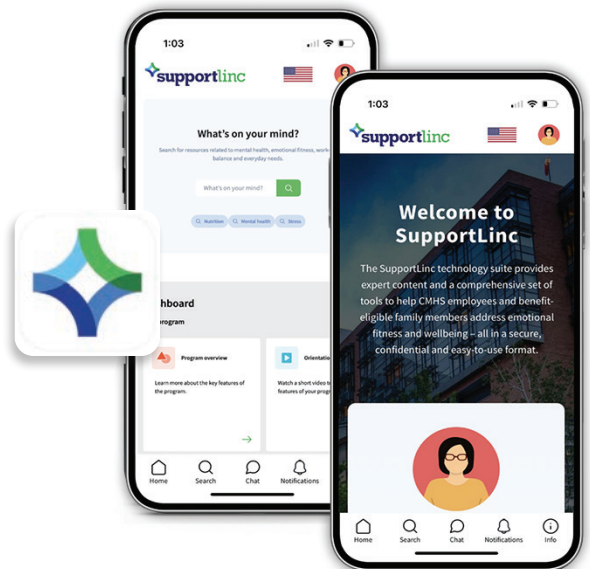 1:03
supportlinc
What's on your mind?
Search for resources related to mental health, emotional fitness, work-
balance and everyday needs.
What's on your mind?
Nutrition
Mental health
Stress
hboard
program
Program overview
Orientatio
Learn more about the key features of
the program.
Watch a short video t
features of your prog
Home
Search
Chat
Notifications
1:03
supportlinc
Welcome to
SupportLinc
The SupportLinc technology suite provides
expert content and a comprehensive set of
tools to help CMHS employees and benefit-
eligible family members address emotional
fitness and wellbeing – all in a secure,
confidential and easy-to-use format.
Home
Search
Chat
Notifications
Info